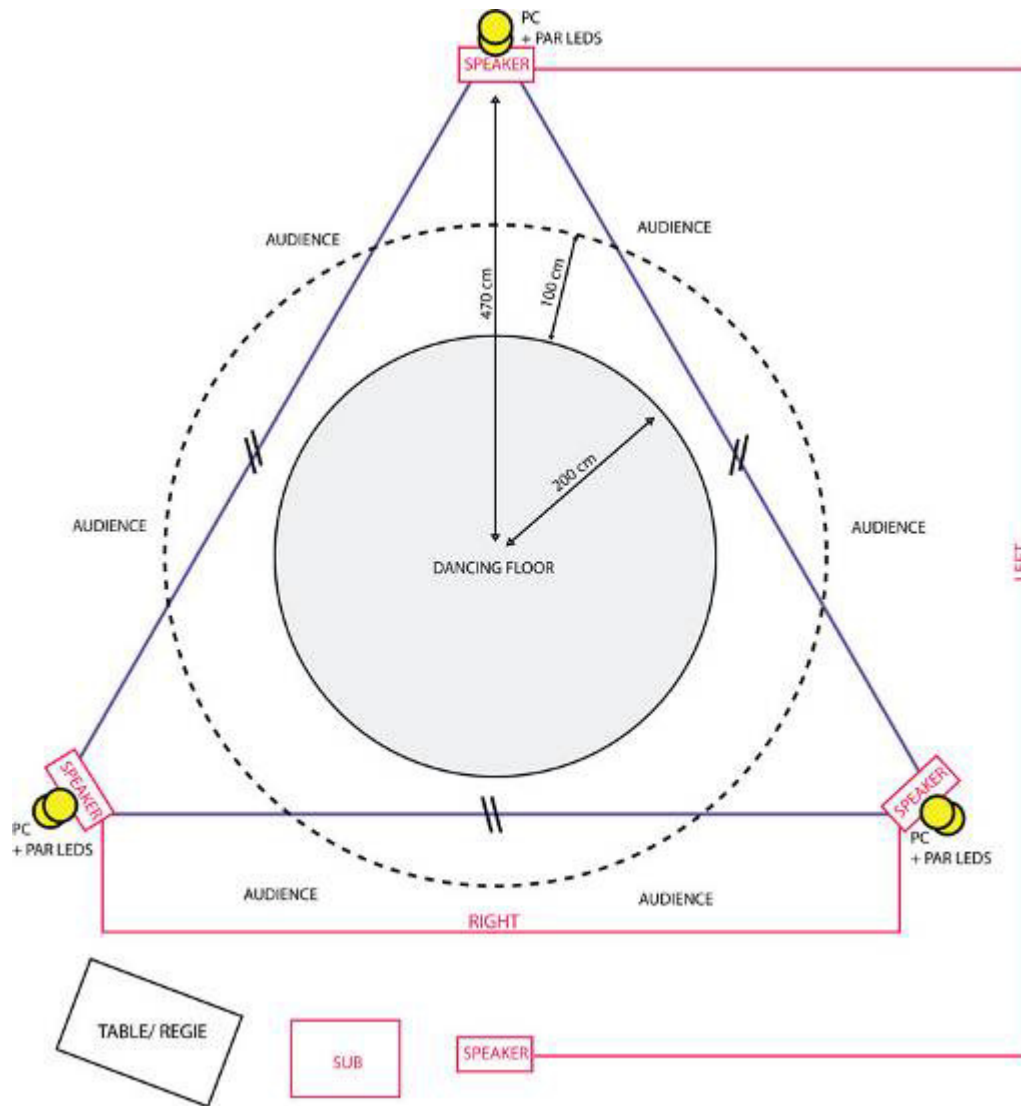 PC
+ PAR LEDS
SPEAKER
AUDIENCE
AUDIENCE
470 cm
100 cm
200 cm
AUDIENCE
AUDIENCE
DANCING FLOOR
LEFT
SPEAKER
SPEAKER
PC
+ PAR LEDS
PC
+ PAR LEDS
AUDIENCE
AUDIENCE
RIGHT
TABLE/ REGIE
SUB
SPEAKER